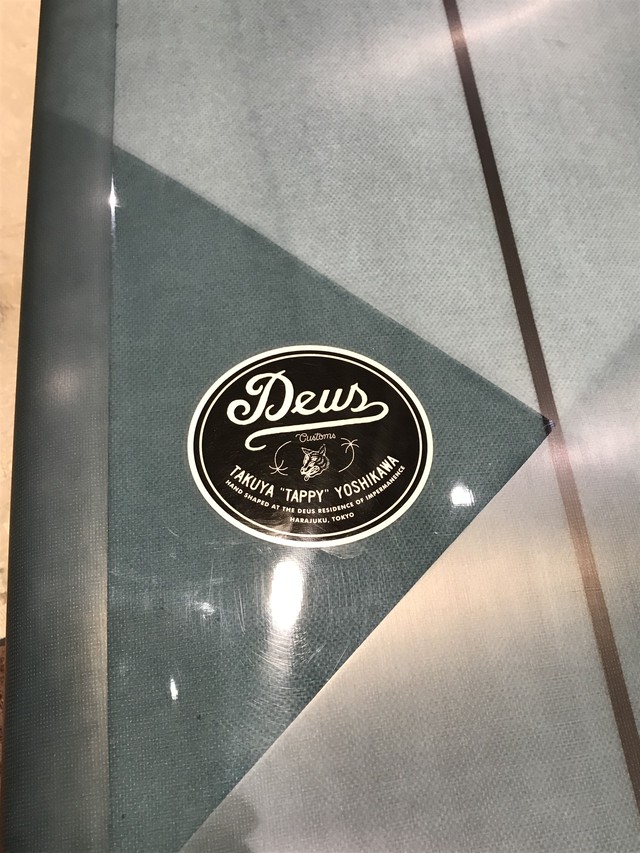 Deus
Customs
TAKUYA "TAPPY" YOSHIKAWA
HAND SHAPED AT THE DEUS RESIDENCE OF IMPERMANENCE
HARAJUKU, TOKYO